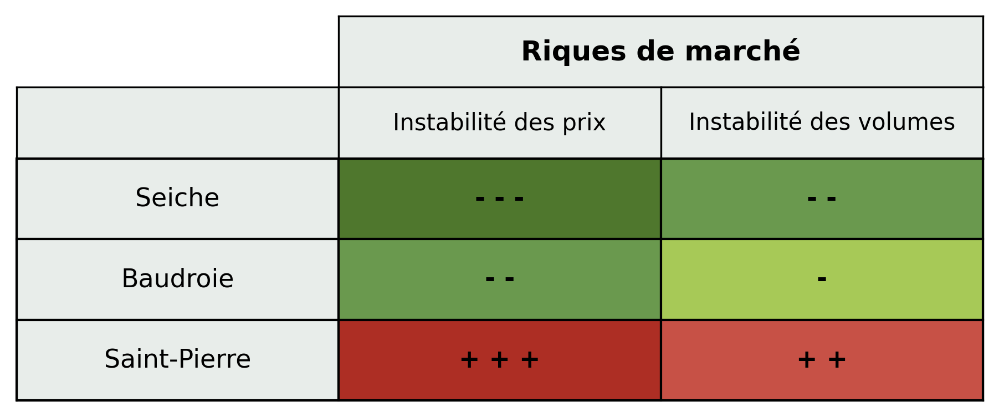 Riques de marché
Instabilité des prix Instabilité des volumes
Seiche - - - - -
Baudroie - - -
Saint-Pierre + + + + +